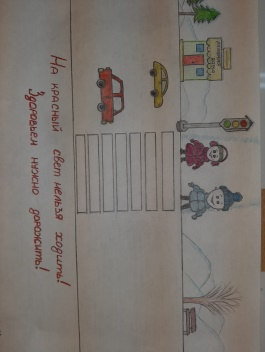 На красный свет нельзя ходить!
Здоровьем нужно дорожить!